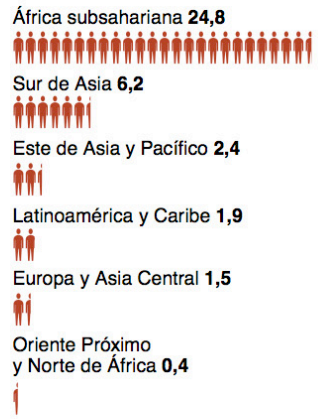 África subsahariana 24,8
Sur de Asia 6,2
Este de Asia y Pacífico 2,4
Latinoamérica y Caribe 1,9
Europa y Asia Central 1,5
Oriente Próximo
y Norte de África 0,4